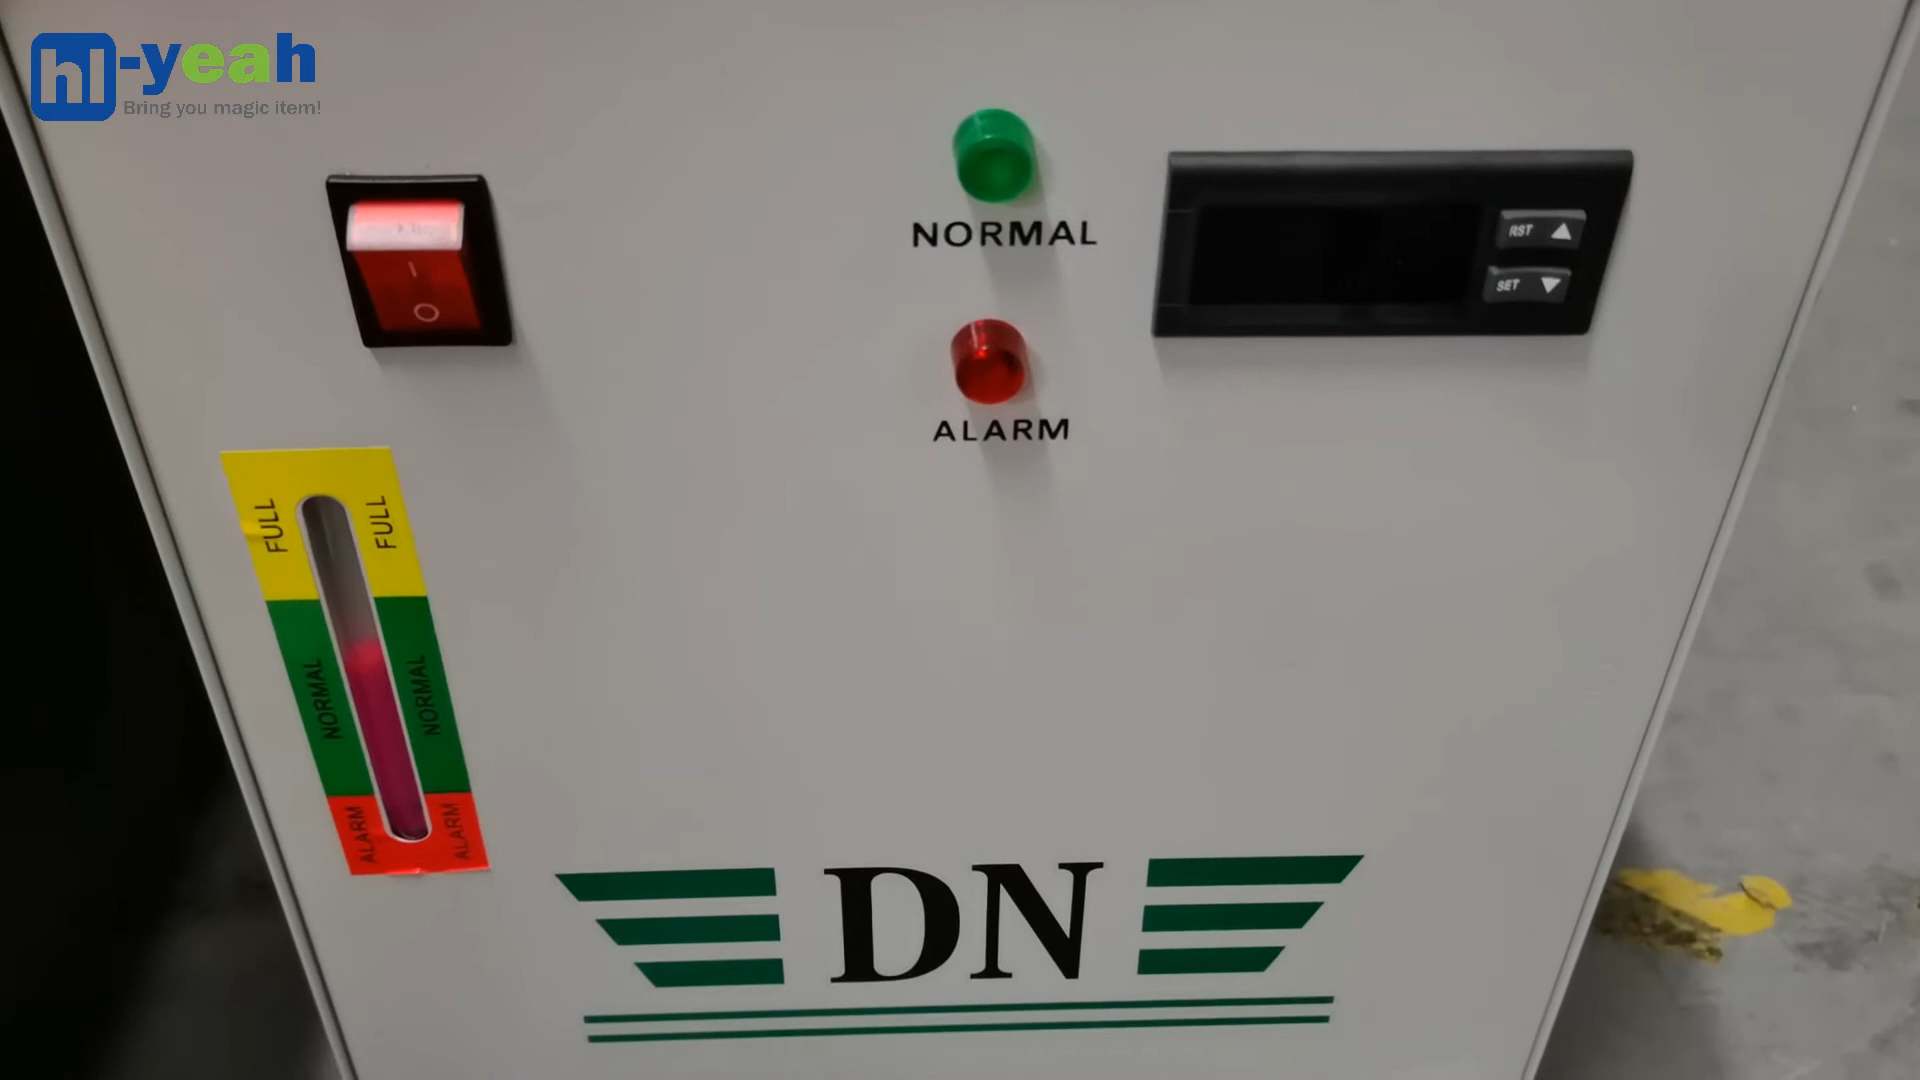 hi-yeah
Bring you magic item!
NORMAL
RST
SET
ALARM
FULL FULL
NORMAL NORMAL
ALARM ALARM
DN